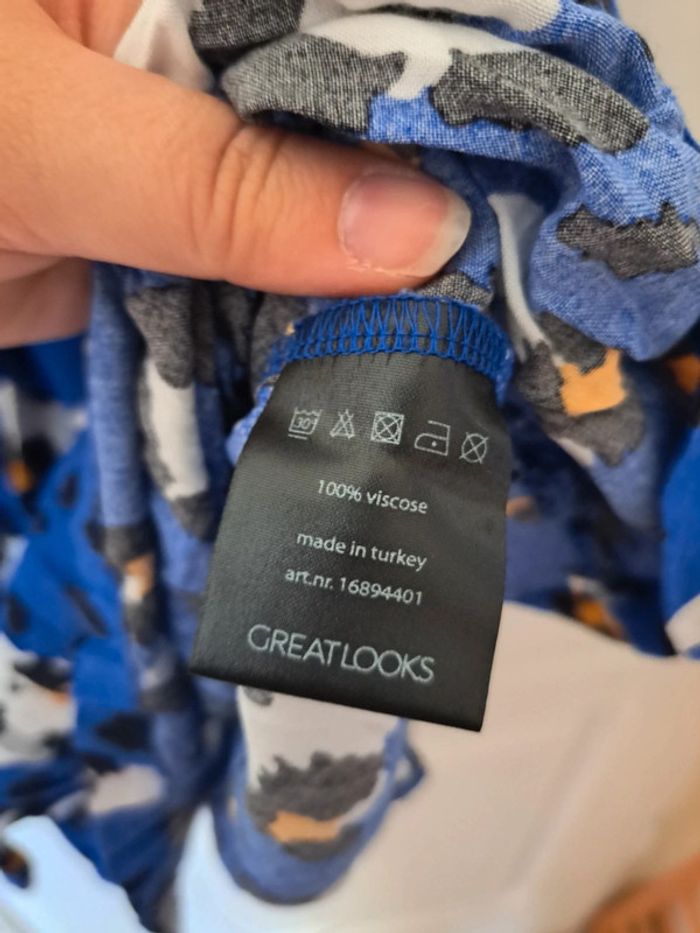 30°
100% viscose
made in turkey
art.nr. 16894401
GREATLOOKS